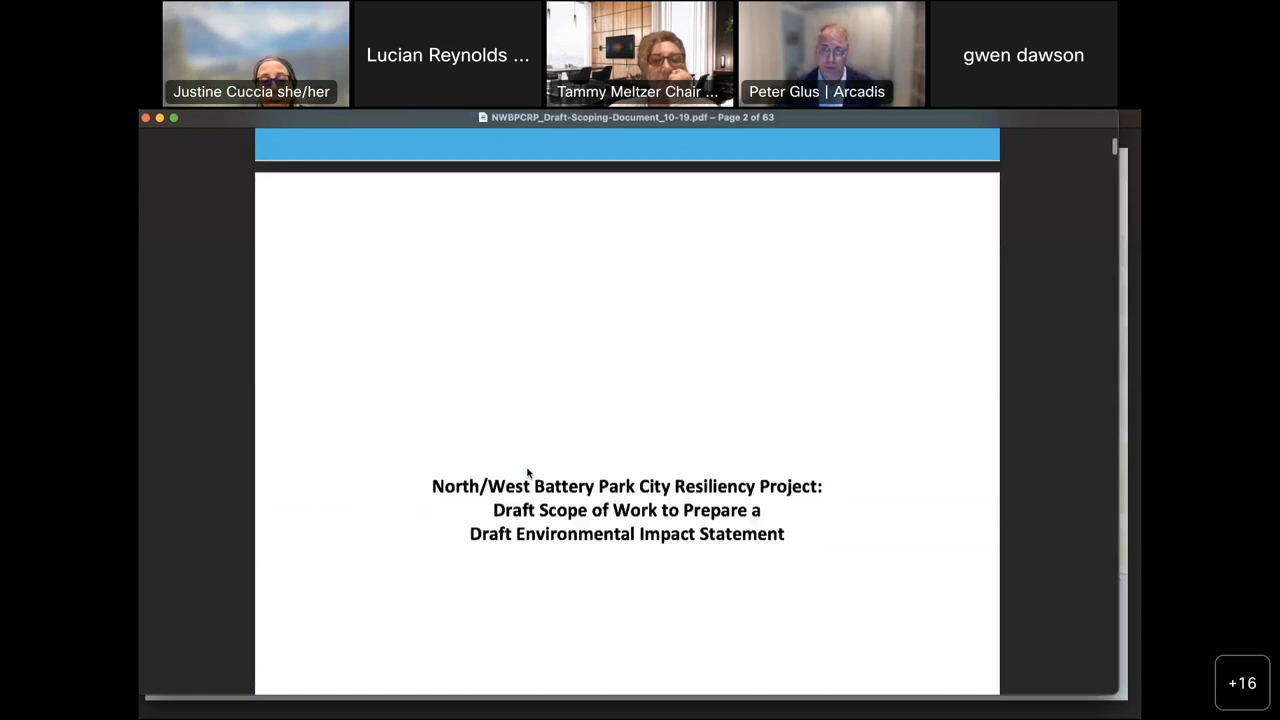 Justine Cuccia she/her
Lucian Reynolds ...
Tammy Meltzer Chair ...
Peter Glus | Arcadis
gwen dawson
NWBPCRP_Draft-Scoping-Document_10-19.pdf – Page 2 of 63
North/West Battery Park City Resiliency Project:
Draft Scope of Work to Prepare a
Draft Environmental Impact Statement
+16